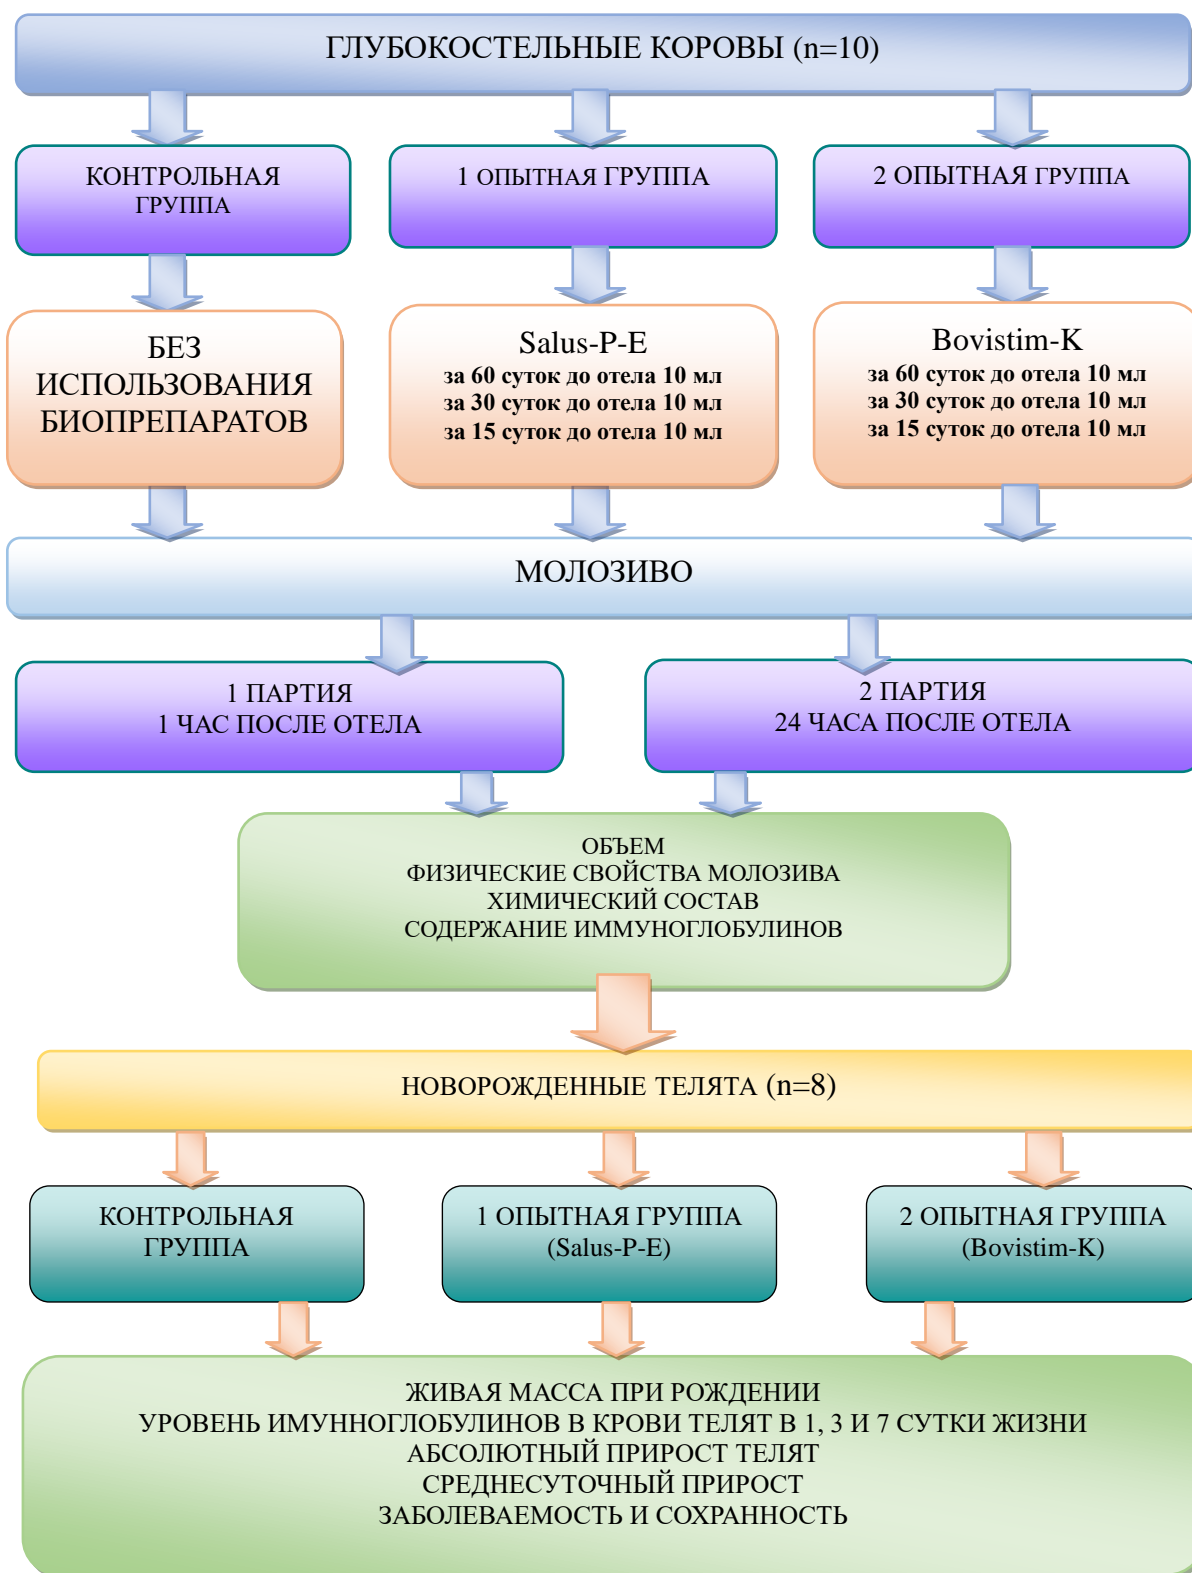 ГЛУБОКОСТЕЛЬНЫЕ КОРОВЫ (n=10)
КОНТРОЛЬНАЯ
ГРУППА
1 ОПЫТНАЯ ГРУППА
2 ОПЫТНАЯ ГРУППА
БЕЗ
ИСПОЛЬЗОВАНИЯ
БИОПРЕПАРАТОВ
Salus-P-E
за 60 суток до отела 10 мл
за 30 суток до отела 10 мл
за 15 суток до отела 10 мл
Bovistim-K
за 60 суток до отела 10 мл
за 30 суток до отела 10 мл
за 15 суток до отела 10 мл
МОЛОЗИВО
1 ПАРТИЯ
1 ЧАС ПОСЛЕ ОТЕЛА
2 ПАРТИЯ
24 ЧАСА ПОСЛЕ ОТЕЛА
ОБЪЕМ
ФИЗИЧЕСКИЕ СВОЙСТВА МОЛОЗИВА
ХИМИЧЕСКИЙ СОСТАВ
СОДЕРЖАНИЕ ИММУНОГЛОБУЛИНОВ
НОВОРОЖДЕННЫЕ ТЕЛЯТА (n=8)
КОНТРОЛЬНАЯ
ГРУППА
1 ОПЫТНАЯ ГРУППА
(Salus-P-E)
2 ОПЫТНАЯ ГРУППА
(Bovistim-K)
ЖИВАЯ МАССА ПРИ РОЖДЕНИИ
УРОВЕНЬ ИМУННОГЛОБУЛИНОВ В КРОВИ ТЕЛЯТ В 1, 3 И 7 СУТКИ ЖИЗНИ
АБСОЛЮТНЫЙ ПРИРОСТ ТЕЛЯТ
СРЕДНЕСУТОЧНЫЙ ПРИРОСТ
ЗАБОЛЕВАЕМОСТЬ И СОХРАННОСТЬ